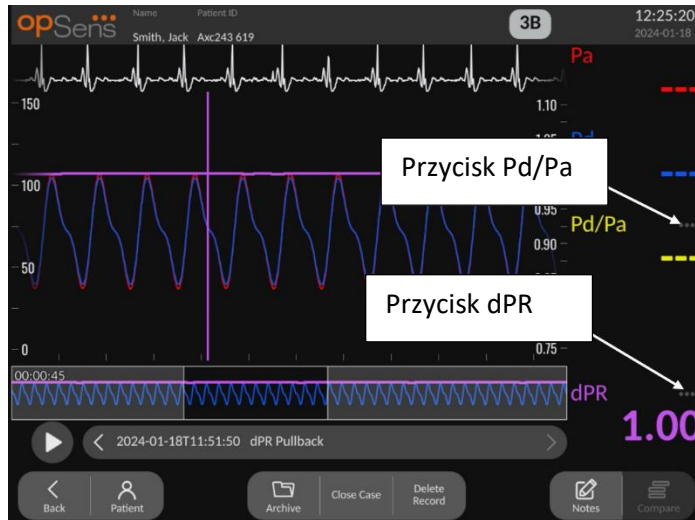 opSens
Name Patient ID
Smith, Jack Axc243 619
3B
12:25:20
2024-01-18
Pa
150
1.10
Pd
Przycisk Pd/Pa
100
0.95
Pd/Pa
0.90
50
Przycisk dPR
0
0.75
00:00:45
dPR
1.00
2024-01-18T11:51:50 dPR Pullback
Back
Patient
Archive
Close Case
Delete
Record
Notes
Compare